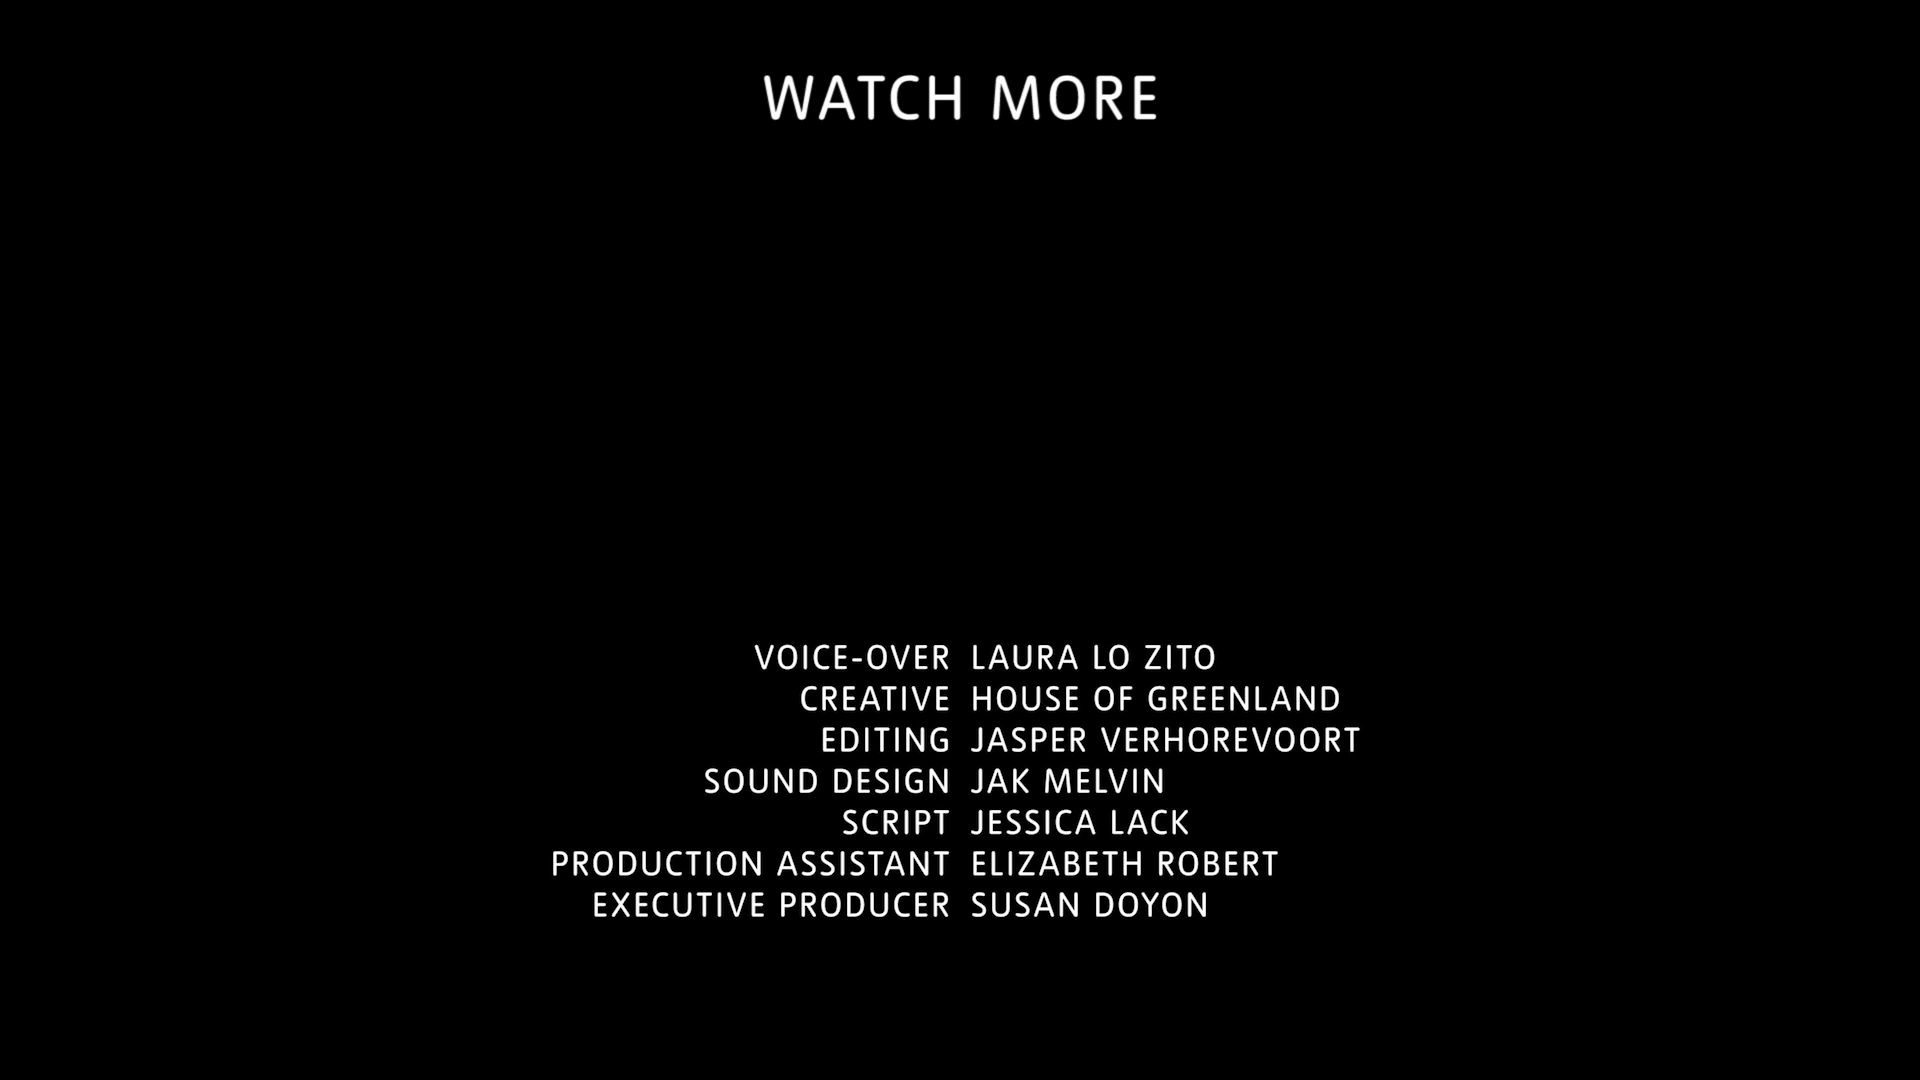 WATCH MORE
VOICE-OVER LAURA LO ZITO
CREATIVE HOUSE OF GREENLAND
EDITING JASPER VERHOREVOORT
SOUND DESIGN JAK MELVIN
SCRIPT JESSICA LACK
PRODUCTION ASSISTANT ELIZABETH ROBERT
EXECUTIVE PRODUCER SUSAN DOYON